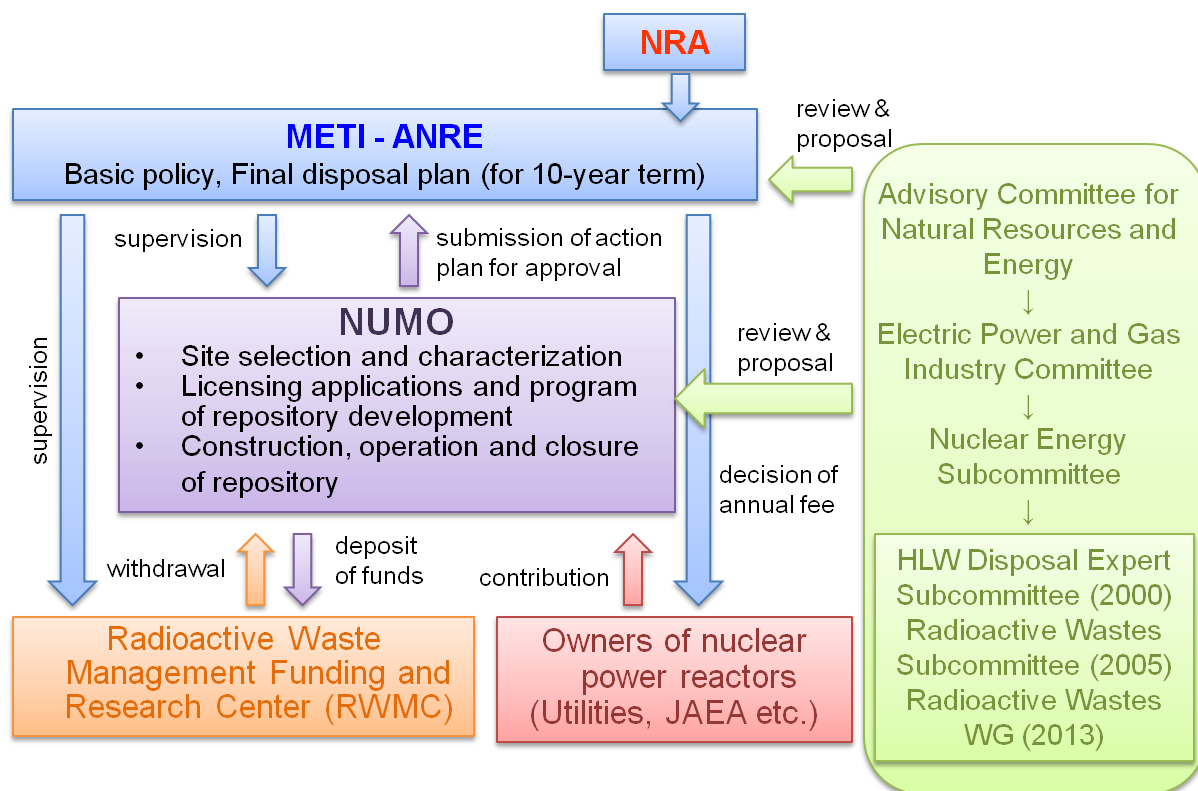 NRA
METI - ANRE
Basic policy, Final disposal plan (for 10-year term)
review &
proposal
supervision
supervision
submission of action
plan for approval
NUMO
• Site selection and characterization
• Licensing applications and program
of repository development
• Construction, operation and closure
of repository
review &
proposal
decision of
annual fee
withdrawal
deposit
of funds
contribution
Radioactive Waste
Management Funding and
Research Center (RWMC)
Owners of nuclear
power reactors
(Utilities, JAEA etc.)
Advisory Committee for
Natural Resources and
Energy
↓
Electric Power and Gas
Industry Committee
↓
Nuclear Energy
Subcommittee
↓
HLW Disposal Expert
Subcommittee (2000)
Radioactive Wastes
Subcommittee (2005)
Radioactive Wastes
WG (2013)